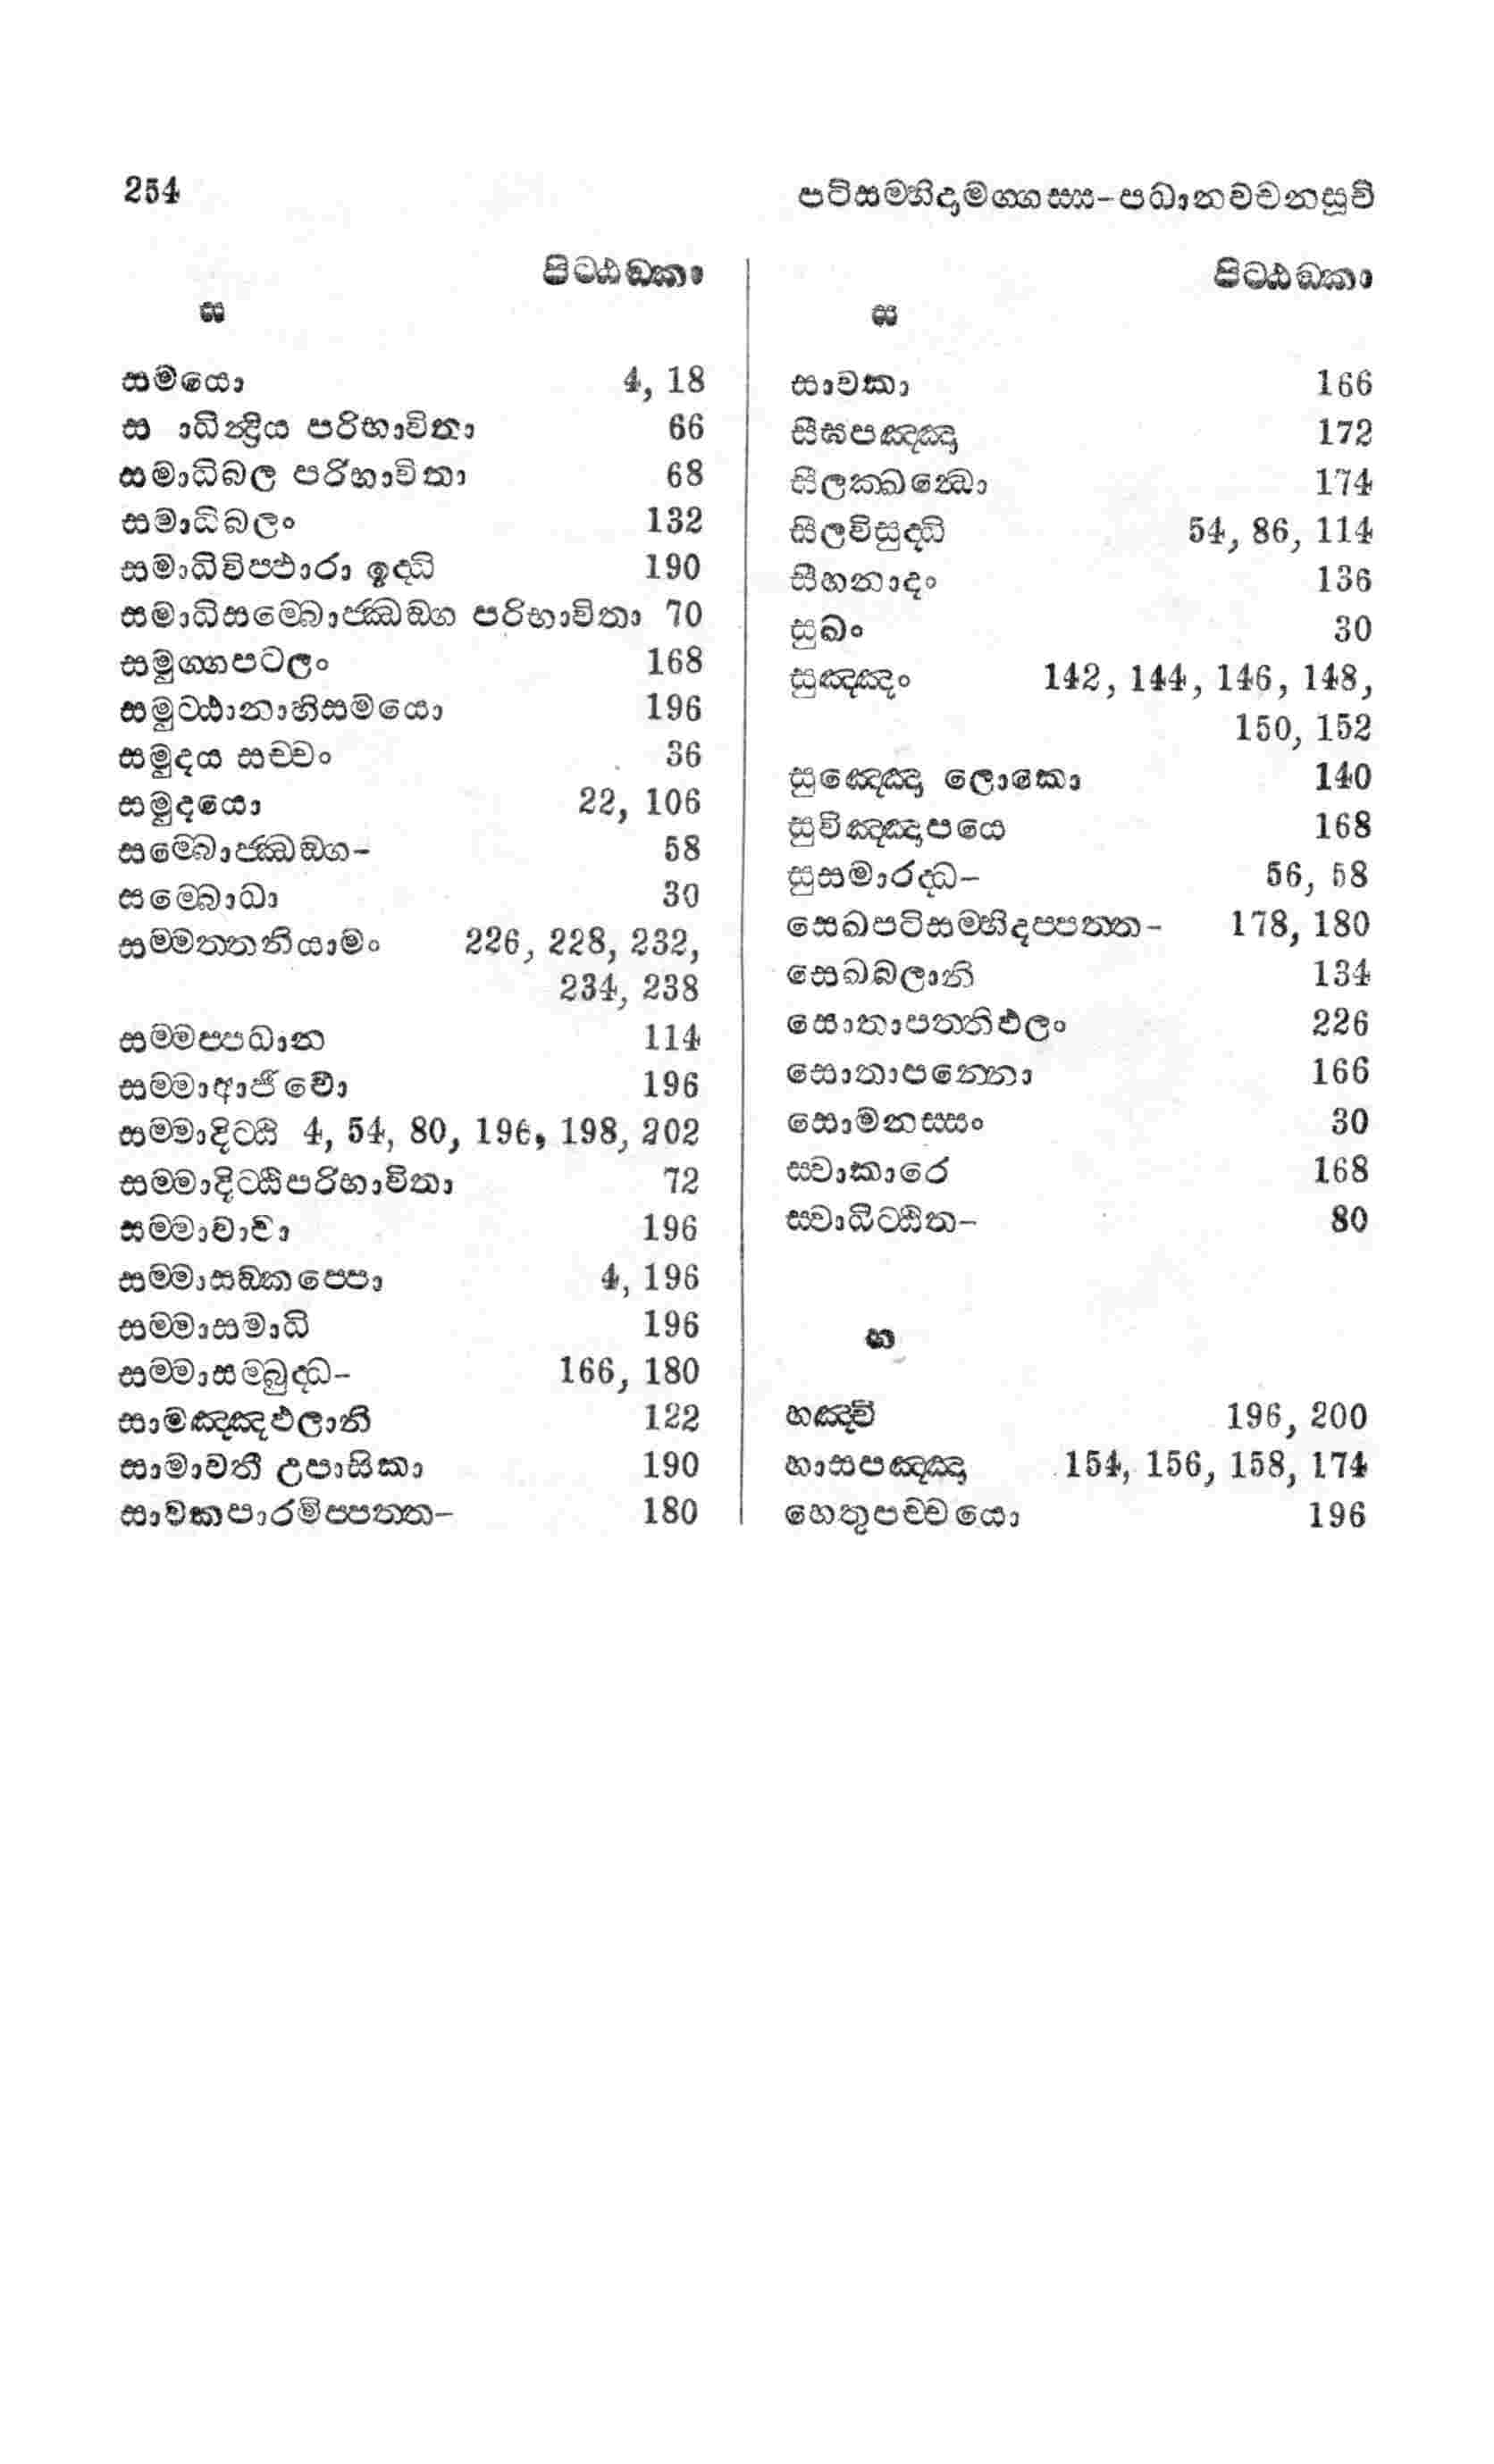 254
පටිසම්භිදාමග්ගස්ස-පධානවචනසූචි
පිට්ඨඞ්කා
ස
සමයො 4, 18
ස ාධින්ද්‍රිය පරිභාවිතා 66
සමාධිබල පරිභාවිතා 68
සමාධිබලං 132
සමාධිවිප්ඵාරා ඉද්ධි 190
සමාධිසම්බොජ්ඣඞ්ග පරිභාවිතා 70
සමුග්ගපටලං 168
සමුට්ඨානාභිසමයො 196
සමුදය සච්චං 36
සමුදයො 22, 106
සම්බොජ්ඣඞ්ග- 58
සම්බොධා 30
සම්මත්තනියාමං 226, 228, 232,
234, 238
සම්මප්පධාන 114
සම්මාආජීවො 196
සම්මාදිට්ඨි 4, 54, 80, 196, 198, 202
සම්මාදිට්ඨිපරිභාවිතා 72
සම්මාවාචා 196
සම්මාසඞ්කප්පො 4, 196
සම්මාසමාධි 196
සම්මාසම්බුද්ධ- 166, 180
සාමඤ්ඤඵලානි 122
සාමාවතී උපාසිකා 190
සාවකපාරමිප්පත්ත- 180
පිට්ඨඞ්කා
ස
සාවකා 166
සීඝපඤ්ඤා 172
සීලක්ඛන්ධො 174
සීලවිසුද්ධි 54, 86, 114
සීහනාදං 136
සුඛං 30
සුඤ්ඤං 142, 144, 146, 148,
150, 152
සුඤ්ඤො ලොකො 140
සුවිඤ්ඤාපයෙ 168
සුසමාරද්ධ- 56, 58
සෙඛපටිසම්භිදප්පත්ත- 178, 180
සෙඛබලානි 134
සොතාපත්තිඵලං 226
සොතාපන්නො 166
සොමනස්සං 30
ස්වාකාරෙ 168
ස්වාධිට්ඨිත- 80
හ
හඤ්චි 196, 200
හාසපඤ්ඤා 154, 156, 158, 174
හෙතුපච්චයො 196